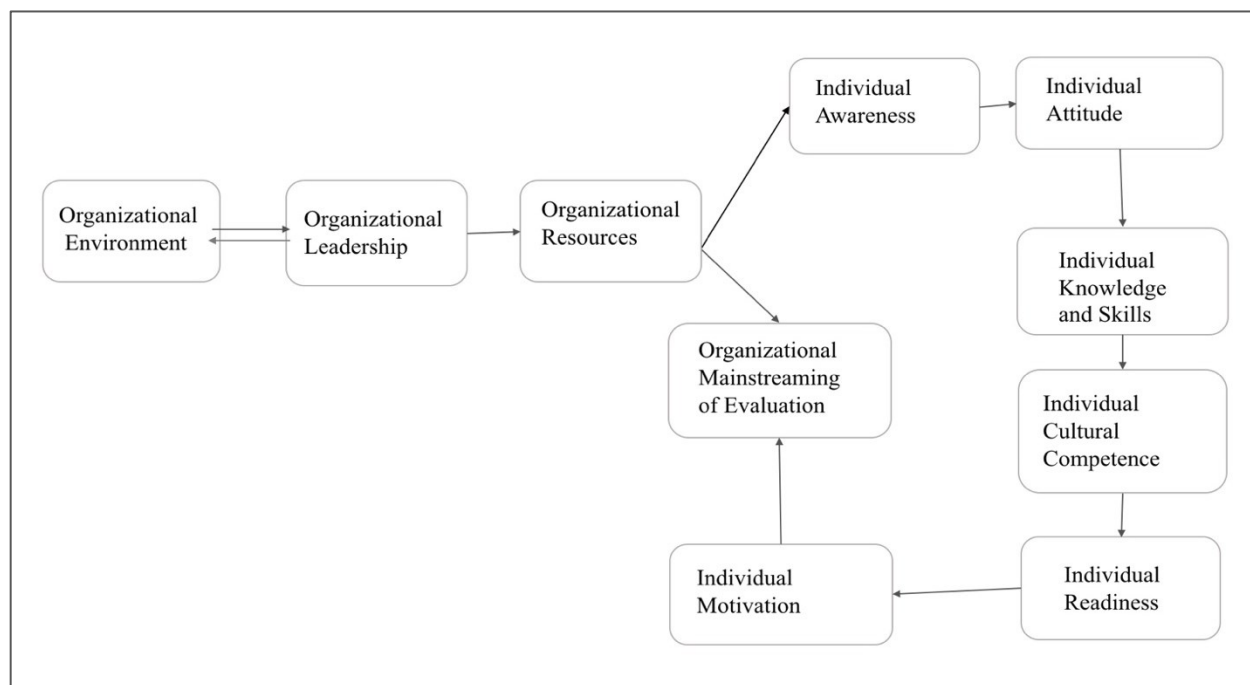 Organizational
Environment
Organizational
Leadership
Organizational
Resources
Individual
Awareness
Individual
Attitude
Individual
Knowledge
and Skills
Individual
Cultural
Competence
Individual
Readiness
Individual
Motivation
Organizational
Mainstreaming
of Evaluation